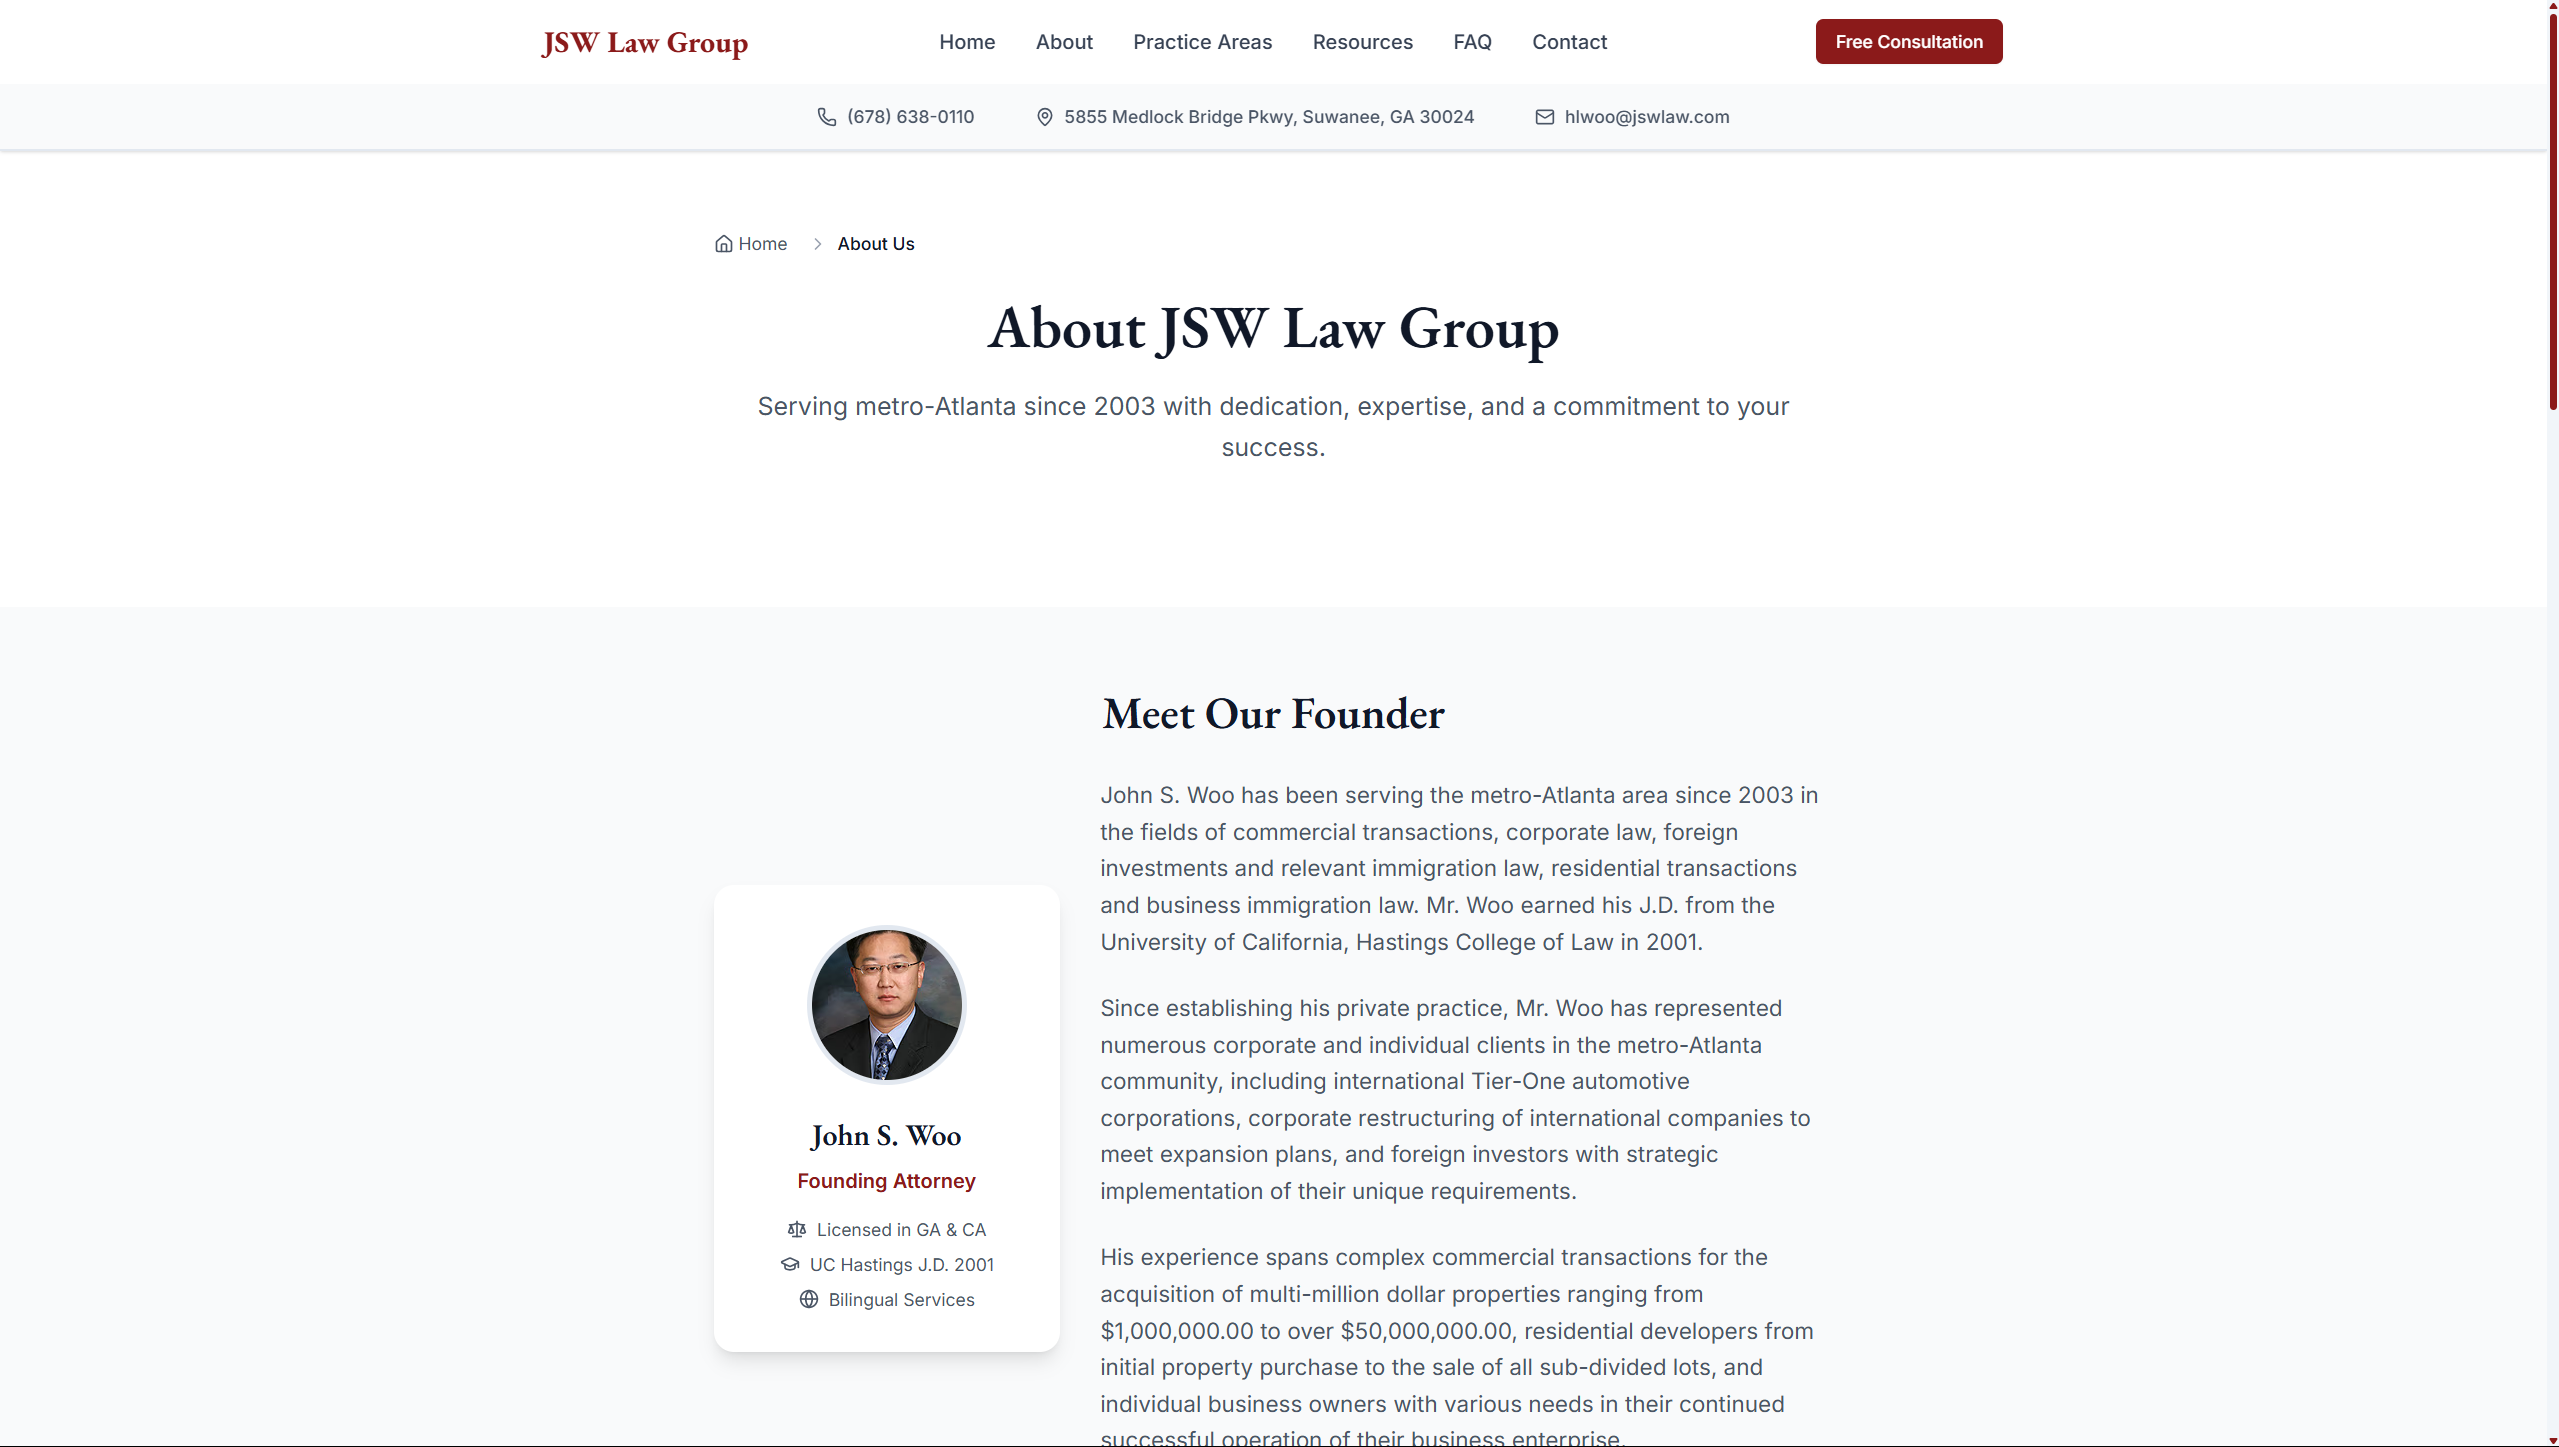 JSW Law Group
Home
About
Practice Areas
Resources
FAQ
Contact
Free Consultation
(678) 638-0110
5855 Medlock Bridge Pkwy, Suwanee, GA 30024
hlwoo@jswlaw.com
Home
About Us
About JSW Law Group
Serving metro-Atlanta since 2003 with dedication, expertise, and a commitment to your
success.
John S. Woo
Founding Attorney
Licensed in GA & CA
UC Hastings J.D. 2001
Bilingual Services
Meet Our Founder
John S. Woo has been serving the metro-Atlanta area since 2003 in
the fields of commercial transactions, corporate law, foreign
investments and relevant immigration law, residential transactions
and business immigration law. Mr. Woo earned his J.D. from the
University of California, Hastings College of Law in 2001.
Since establishing his private practice, Mr. Woo has represented
numerous corporate and individual clients in the metro-Atlanta
community, including international Tier-One automotive
corporations, corporate restructuring of international companies to
meet expansion plans, and foreign investors with strategic
implementation of their unique requirements.
His experience spans complex commercial transactions for the
acquisition of multi-million dollar properties ranging from
$1,000,000.00 to over $50,000,000.00, residential developers from
initial property purchase to the sale of all sub-divided lots, and
individual business owners with various needs in their continued
successful operation of their business enterprise.